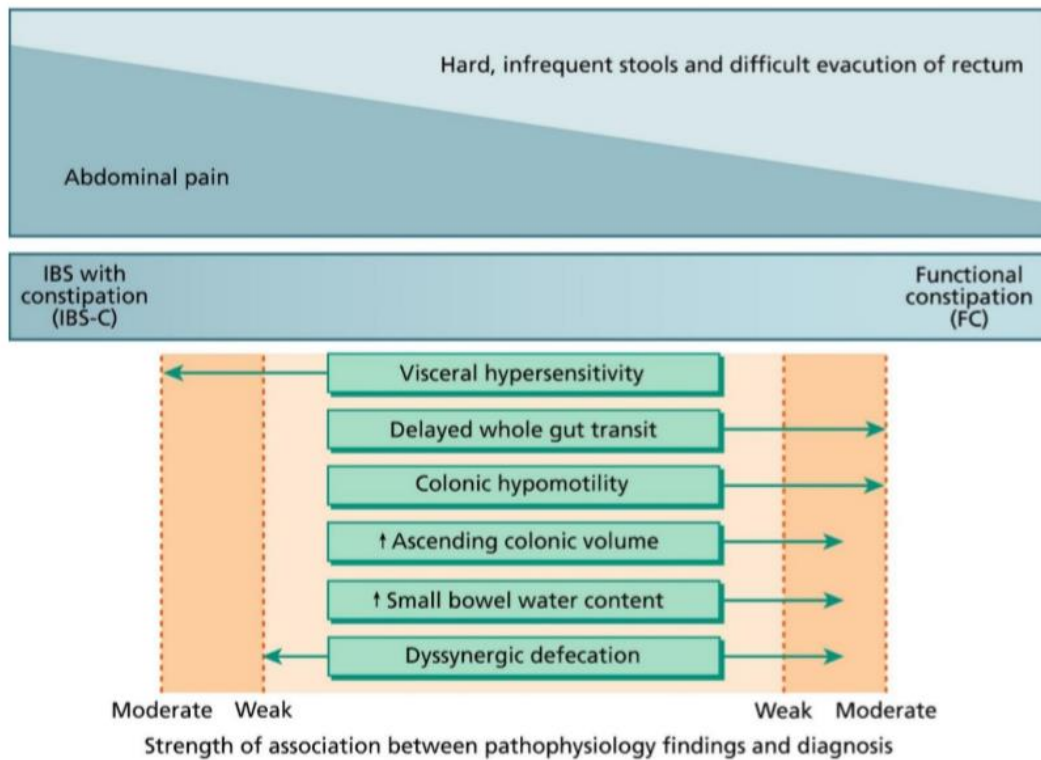 Hard, infrequent stools and difficult evacution of rectum
Abdominal pain
IBS with
constipation
(IBS-C)
Functional
constipation
(FC)
Visceral hypersensitivity
Delayed whole gut transit
Colonic hypomotility
↑ Ascending colonic volume
↑ Small bowel water content
Dyssynergic defecation
Moderate Weak Weak Moderate
Strength of association between pathophysiology findings and diagnosis